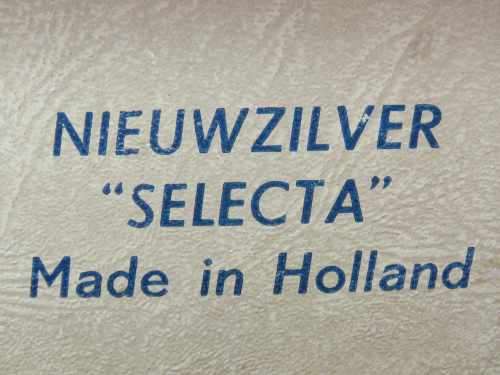 NIEUWZILVER
“SELECTA”
Made in Holland